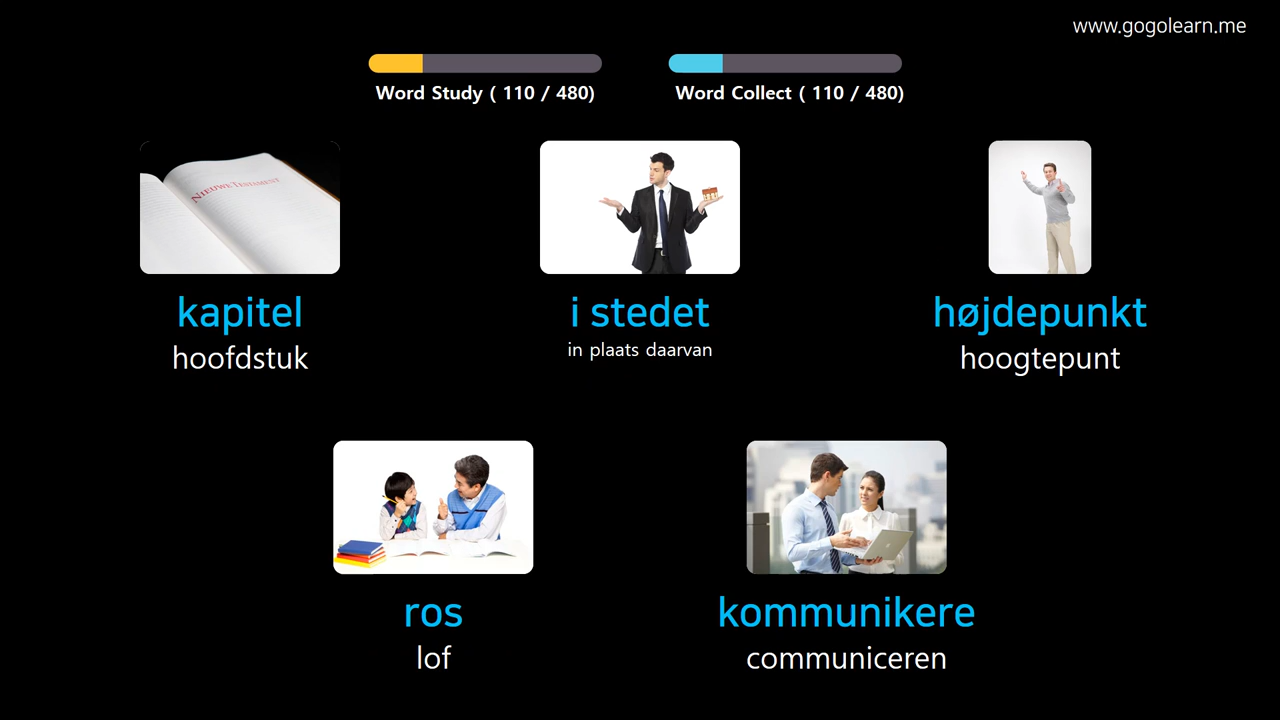 www.gogolearn.me
Word Study ( 110 / 480)
Word Collect ( 110 / 480)
NIEUWE TESTAMENT
kapitel
hoofdstuk
i stedet
in plaats daarvan
højdepunkt
hoogtepunt
ros
lof
kommunikere
communiceren